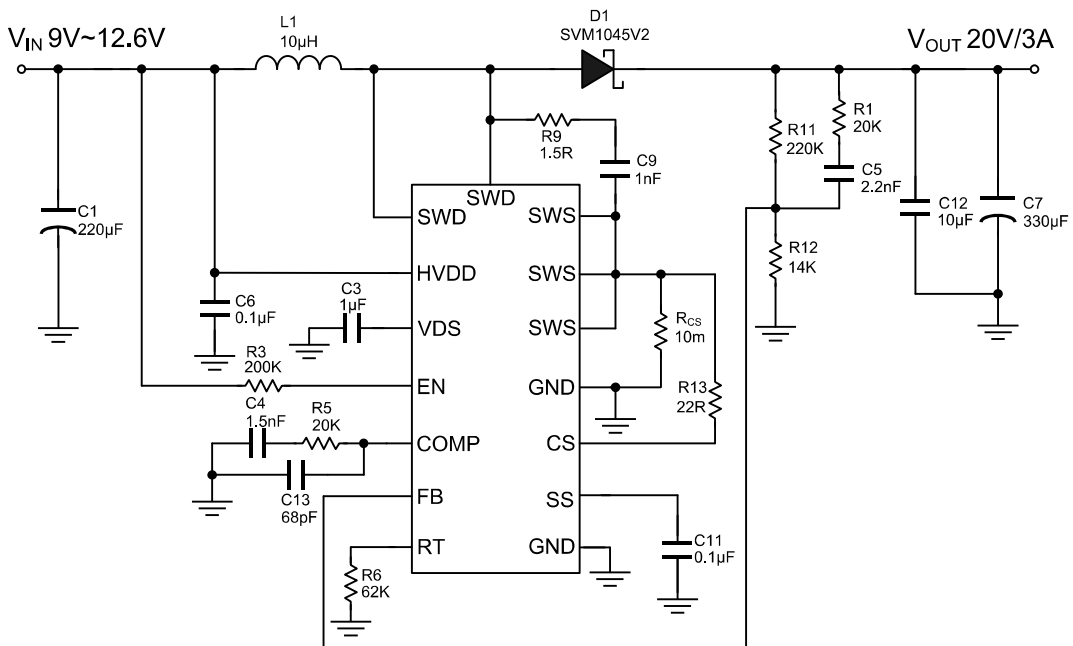 V_IN 9V~12.6V
L1
10µH
D1
SVM1045V2
V_OUT 20V/3A
R9
1.5R
C9
1nF
R11
220K
R1
20K
C5
2.2nF
C1
220µF
SWD
SWD
SWS
C12
10µF
C7
330µF
R12
14K
HVDD
SWS
C6
0.1µF
C3
1µF
VDS
SWS
R_CS
10m
R3
200K
EN
GND
R13
22R
C4
1.5nF
R5
20K
COMP
CS
C13
68pF
FB
SS
RT
GND
C11
0.1µF
R6
62K